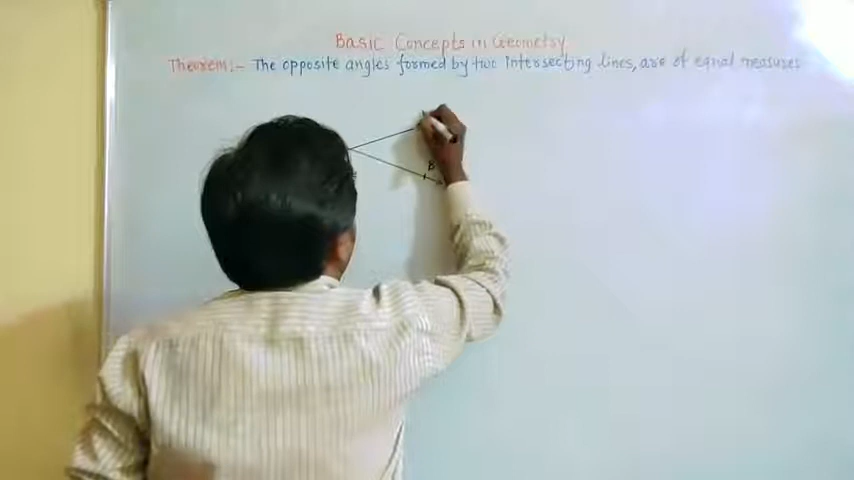 Basic Concepts in Geometry
Theorem:- The opposite angles formed by two intersecting lines, are of equal measures
B